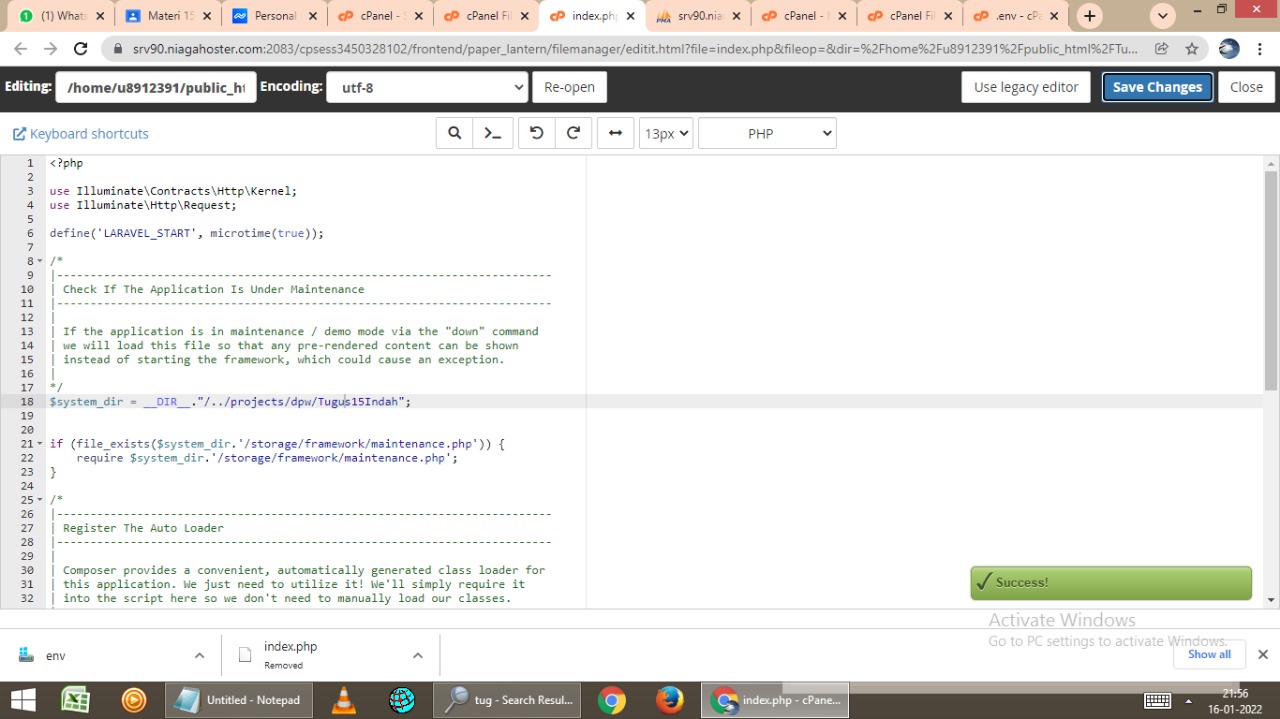 (1) Whats
Materi 15
Personal
cPanel - S
cPanel Fil
index.php
srv90.nia
cPanel - 
cPanel Fil
.env - cPa
srv90.niagahoster.com:2083/cpsess3450328102/frontend/paper_lantern/filemanager/editit.html?file=index.php&fileop=&dir=%2Fhome%2Fu8912391%2Fpublic_html%2FTu...
Editing: /home/u8912391/public_ht Encoding: utf-8 Re-open Use legacy editor Save Changes Close
Keyboard shortcuts 13px PHP
1 <?php
2
3 use Illuminate\Contracts\Http\Kernel;
4 use Illuminate\Http\Request;
5
6 define('LARAVEL_START', microtime(true));
7
8 /*
9 |--------------------------------------------------------------------------
10 | Check If The Application Is Under Maintenance
11 |--------------------------------------------------------------------------
12 |
13 | If the application is in maintenance / demo mode via the "down" command
14 | we will load this file so that any pre-rendered content can be shown
15 | instead of starting the framework, which could cause an exception.
16 |
17 */
18 $system_dir = __DIR__."/../projects/dpw/Tugus15Indah";
19
20
21 if (file_exists($system_dir.'/storage/framework/maintenance.php')) {
22 require $system_dir.'/storage/framework/maintenance.php';
23 }
24
25 /*
26 |--------------------------------------------------------------------------
27 | Register The Auto Loader
28 |--------------------------------------------------------------------------
29 |
30 | Composer provides a convenient, automatically generated class loader for
31 | this application. We just need to utilize it! We'll simply require it
32 | into the script here so we don't need to manually load our classes.
Success!
Activate Windows
Go to PC settings to activate Windows.
env
index.php
Removed
Show all
Untitled - Notepad
tug - Search Resul...
index.php - cPane...
21:56
16-01-2022